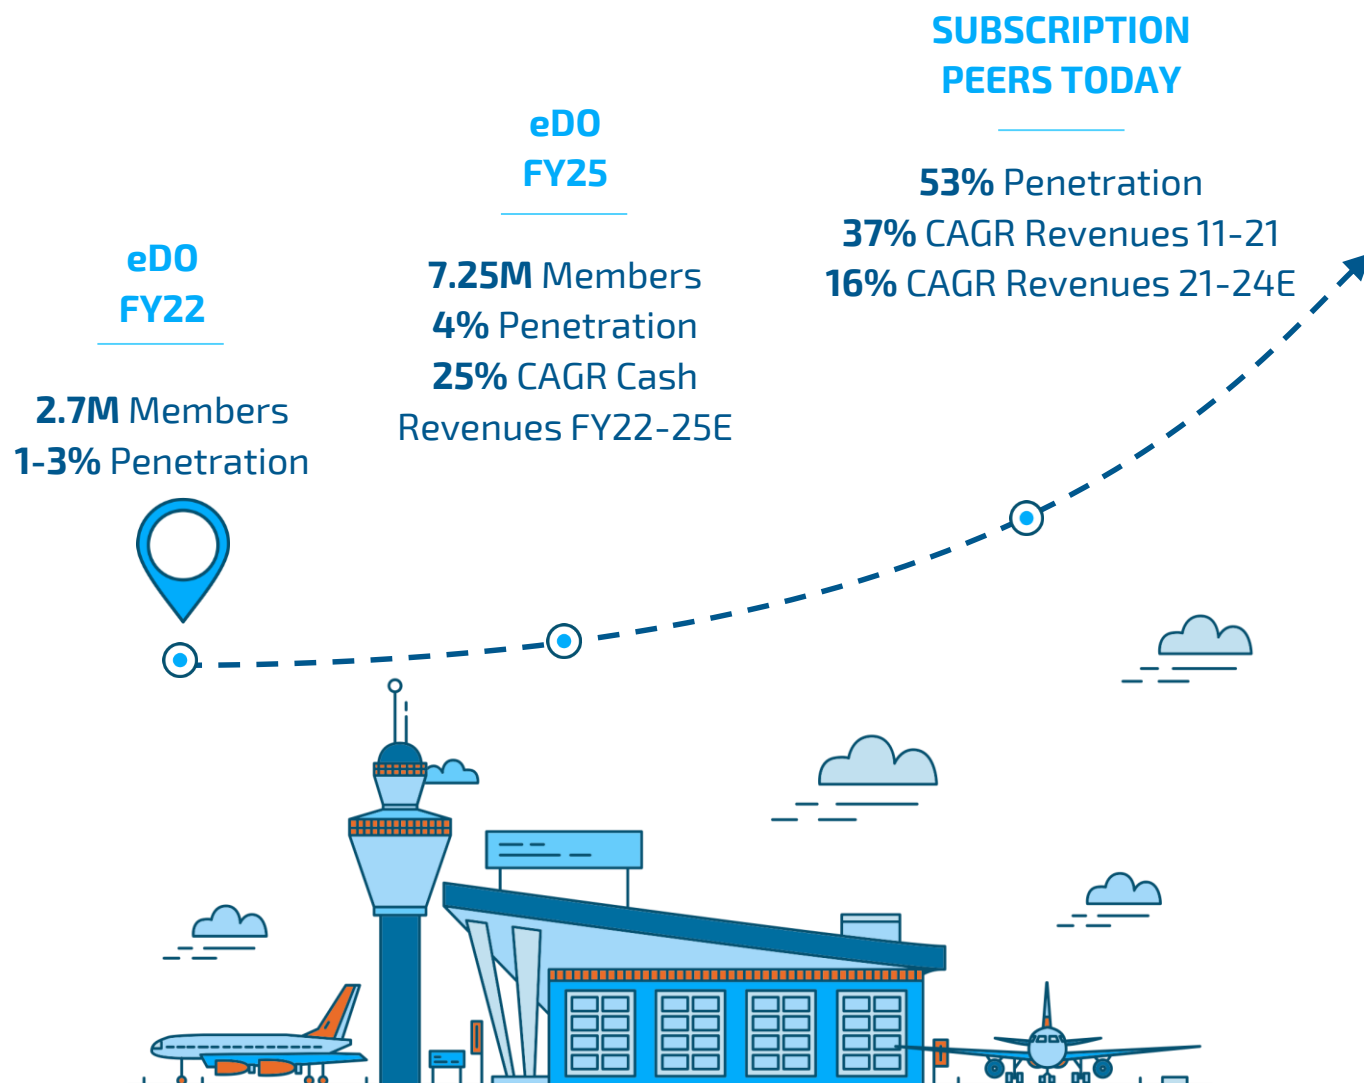 eDO
FY22
2.7M Members
1-3% Penetration
eDO
FY25
7.25M Members
4% Penetration
25% CAGR Cash
Revenues FY22-25E
SUBSCRIPTION
PEERS TODAY
53% Penetration
37% CAGR Revenues 11-21
16% CAGR Revenues 21-24E